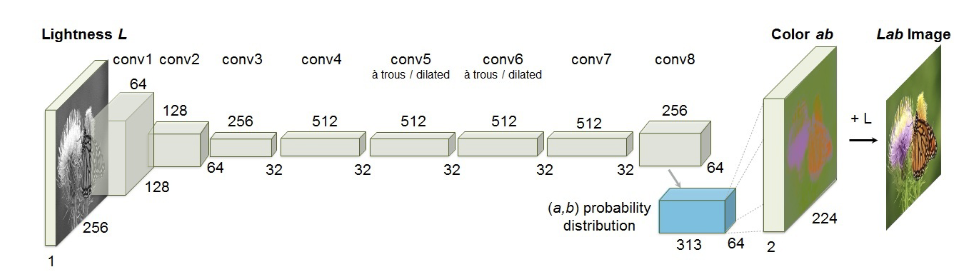 Lightness L
Color ab
Lab Image
conv1
conv2
conv3
conv4
conv5
à trous / dilated
conv6
à trous / dilated
conv7
conv8
64
128
256
512
512
512
512
256
+ L
64
32
32
32
32
32
64
128
256
1
(a,b) probability
distribution
313
64
2
224